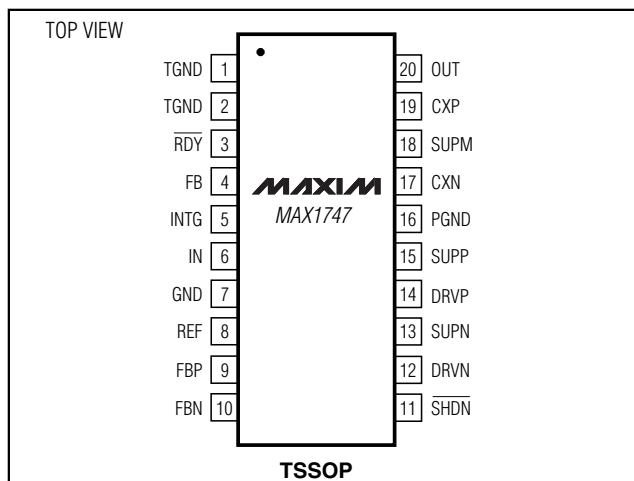 TOP VIEW
TGND 1
TGND 2
RDY 3
FB 4
INTG 5
IN 6
GND 7
REF 8
FBP 9
FBN 10
MAXIM
MAX1747
20 OUT
19 CXP
18 SUPM
17 CXN
16 PGND
15 SUPP
14 DRVP
13 SUPN
12 DRVN
11 SHDN
TSSOP